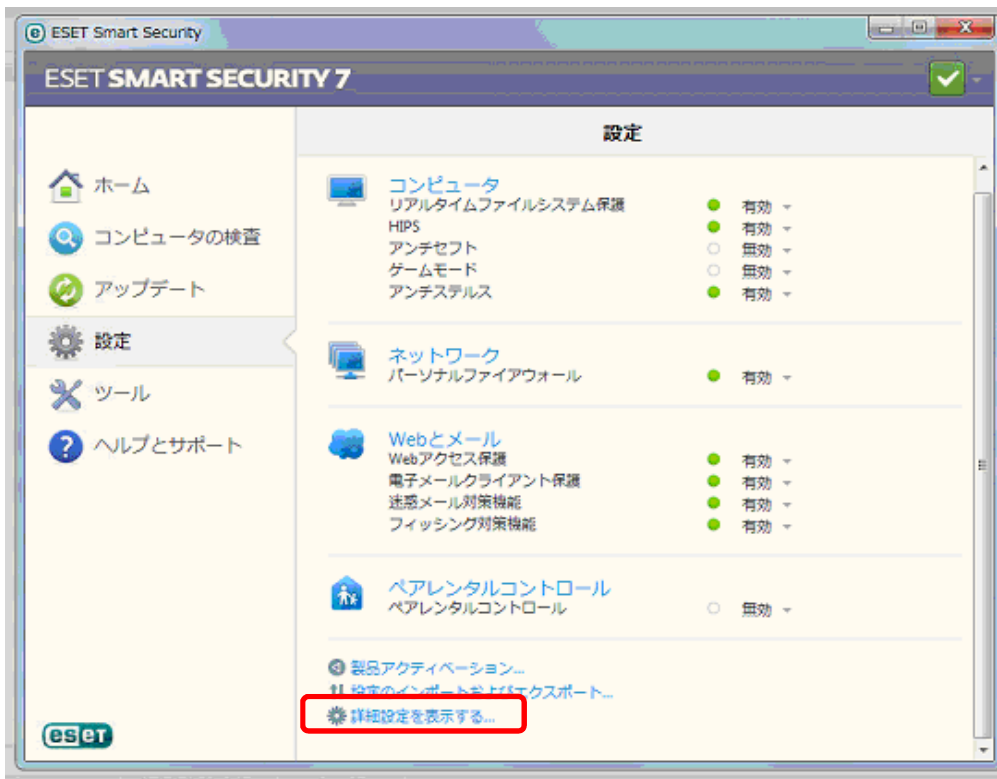 ESET Smart Security
ESET SMART SECURITY 7
設定
ホーム
コンピュータの検査
アップデート
設定
ツール
ヘルプとサポート
コンピュータ
リアルタイムファイルシステム保護 有効
HIPS 有効
アンチセフト 無効
ゲームモード 無効
アンチステルス 有効
ネットワーク
パーソナルファイアウォール 有効
Webとメール
Webアクセス保護 有効
電子メールクライアント保護 有効
迷惑メール対策機能 有効
フィッシング対策機能 有効
ペアレンタルコントロール
ペアレンタルコントロール 無効
製品アクティベーション...
設定のインポートおよびエクスポート...
詳細設定を表示する...
eset